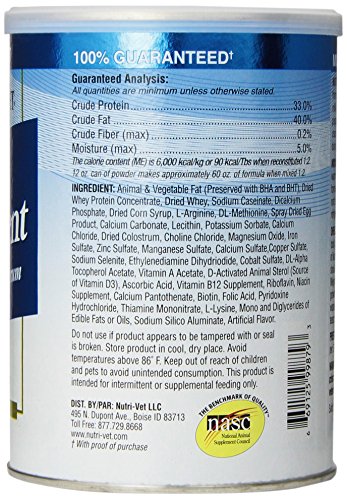 100% GUARANTEED†
Guaranteed Analysis:
All quantities are minimum unless otherwise stated.
Crude Protein 33.0%
Crude Fat 40.0%
Crude Fiber (max) 0.2%
Moisture (max) 5.0%
The calorie content (ME) is 6,000 kcal/kg or 90 kcal/Tbs when reconstituted 1:2.
12 oz. can of powder makes approximately 60 oz. of formula when mixed 1:2.
INGREDIENT: Animal & Vegetable Fat (Preserved with BHA and BHT), Dried
Whey Protein Concentrate, Dried Whey, Sodium Caseinate, Dicalcium
Phosphate, Dried Corn Syrup, L-Arginine, DL-Methionine, Spray Dried Egg
Product, Calcium Carbonate, Lecithin, Potassium Sorbate, Calcium
Chloride, Dried Colostrum, Choline Chloride, Magnesium Oxide, Iron
Sulfate, Zinc Sulfate, Manganese Sulfate, Calcium Sulfate, Copper Sulfate,
Sodium Selenite, Ethylenediamine Dihydriodide, Cobalt Sulfate, DL-Alpha
Tocopherol Acetate, Vitamin A Acetate, D-Activated Animal Sterol (Source
of Vitamin D3), Ascorbic Acid, Vitamin B12 Supplement, Riboflavin, Niacin
Supplement, Calcium Pantothenate, Biotin, Folic Acid, Pyridoxine
Hydrochloride, Thiamine Mononitrate, L-Lysine, Mono and Diglycerides of
Edible Fats or Oils, Sodium Silico Aluminate, Artificial Flavor.
Do not use if product appears to be tampered with or seal
is broken. Store product in cool, dry place. Avoid
temperatures above 86˚ F. Keep out of reach of children
and pets to avoid unintended consumption. This product is
intended for intermittent or supplemental feeding only.
DIST. BY/PAR: Nutri-Vet LLC
495 N. Dupont Ave., Boise ID 83713
Toll Free: 877.729.8668
www.nutri-vet.com
† With proof of purchase
THE BENCHMARK OF QUALITY
nasc
National Animal
Supplement Council